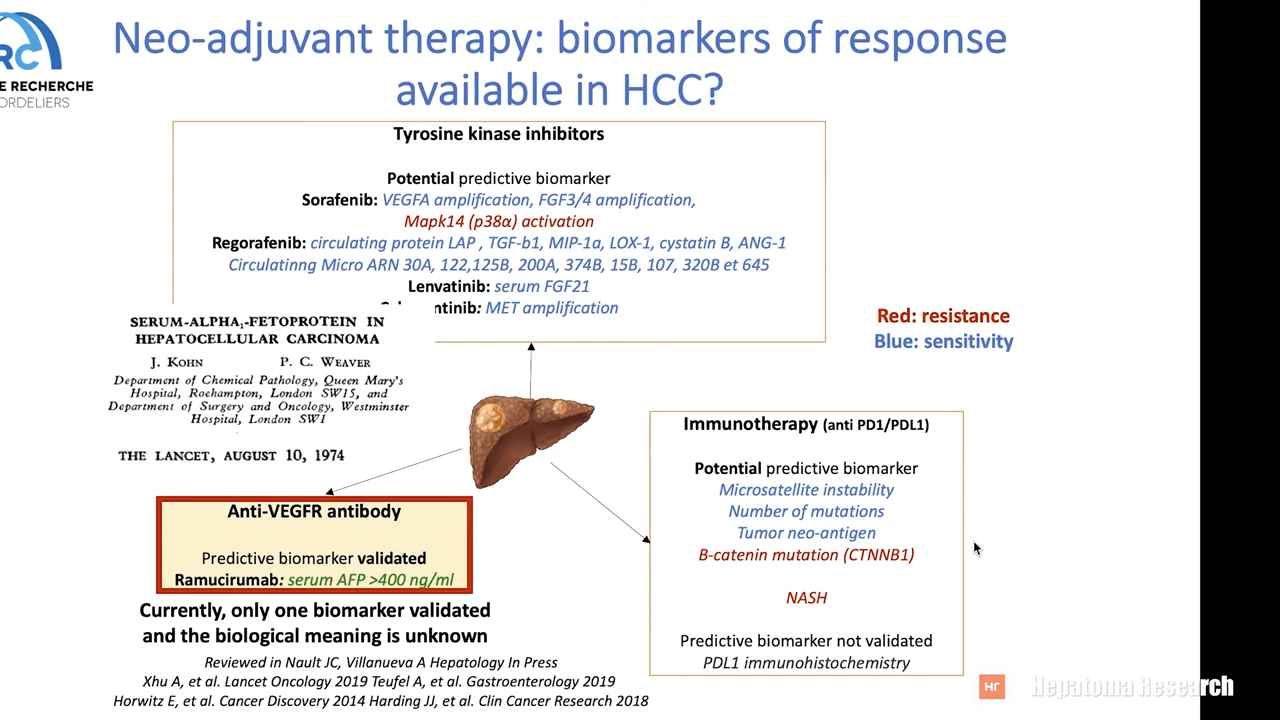 RC
E RECHERCHE
ORDELIERS
Neo-adjuvant therapy: biomarkers of response
available in HCC?
Tyrosine kinase inhibitors
Potential predictive biomarker
Sorafenib: VEGFA amplification, FGF3/4 amplification,
Mapk14 (p38α) activation
Regorafenib: circulating protein LAP , TGF-b1, MIP-1a, LOX-1, cystatin B, ANG-1
Circulatinng Micro ARN 30A, 122,125B, 200A, 374B, 15B, 107, 320B et 645
Lenvatinib: serum FGF21
ntinib: MET amplification
Red: resistance
Blue: sensitivity
SERUM-ALPHA₁-FETOPROTEIN IN
HEPATOCELLULAR CARCINOMA
J. KOHN P. C. WEAVER
Department of Chemical Pathology, Queen Mary's
Hospital, Roehampton, London SW15, and
Department of Surgery and Oncology, Westminster
Hospital, London SW1
THE LANCET, AUGUST 10, 1974
Anti-VEGFR antibody
Predictive biomarker validated
Ramucirumab: serum AFP >400 ng/ml
Currently, only one biomarker validated
and the biological meaning is unknown
Immunotherapy (anti PD1/PDL1)
Potential predictive biomarker
Microsatellite instability
Number of mutations
Tumor neo-antigen
B-catenin mutation (CTNNB1)
NASH
Predictive biomarker not validated
PDL1 immunohistochemistry
Reviewed in Nault JC, Villanueva A Hepatology In Press
Xhu A, et al. Lancet Oncology 2019 Teufel A, et al. Gastroenterology 2019
Horwitz E, et al. Cancer Discovery 2014 Harding JJ, et al. Clin Cancer Research 2018
Hr Hepatoma Research